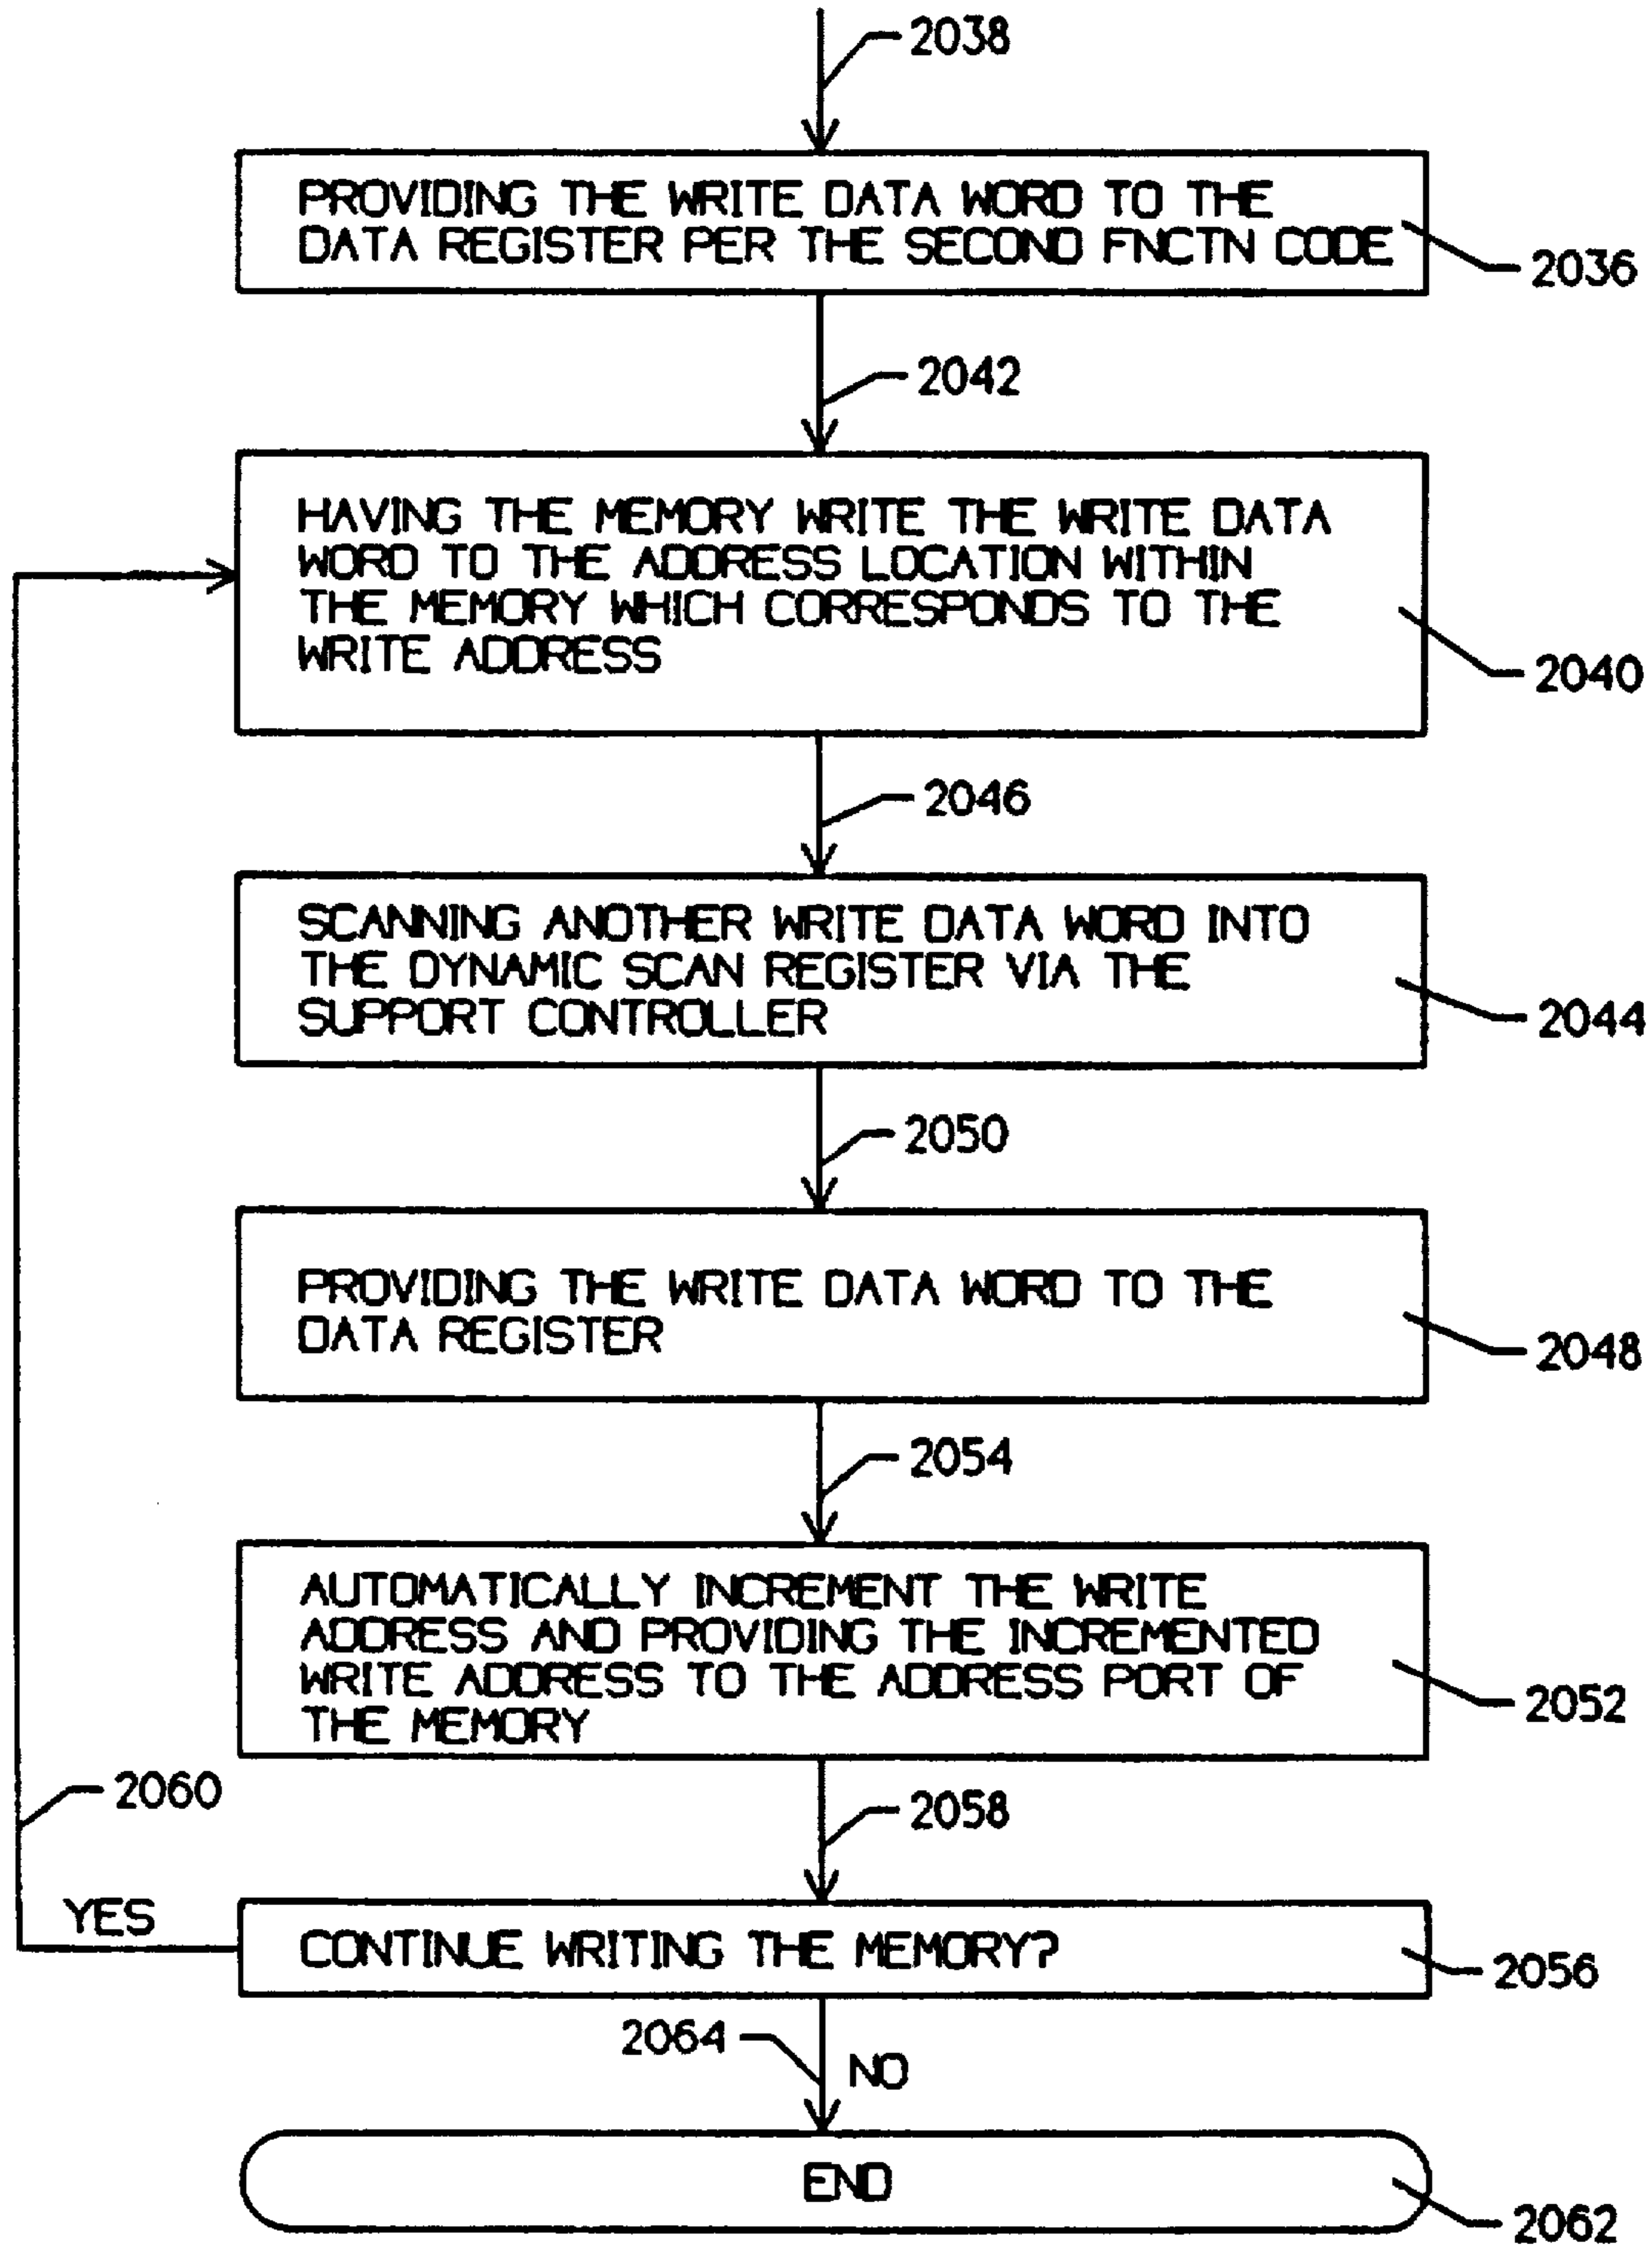 2038
PROVIDING THE WRITE DATA WORD TO THE
DATA REGISTER PER THE SECOND FNCTN CODE
2036
2042
HAVING THE MEMORY WRITE THE WRITE DATA
WORD TO THE ADDRESS LOCATION WITHIN
THE MEMORY WHICH CORRESPONDS TO THE
WRITE ADDRESS
2040
2046
SCANNING ANOTHER WRITE DATA WORD INTO
THE DYNAMIC SCAN REGISTER VIA THE
SUPPORT CONTROLLER
2044
2050
PROVIDING THE WRITE DATA WORD TO THE
DATA REGISTER
2048
2054
AUTOMATICALLY INCREMENT THE WRITE
ADDRESS AND PROVIDING THE INCREMENTED
WRITE ADDRESS TO THE ADDRESS PORT OF
THE MEMORY
2052
2060
2058
YES
CONTINUE WRITING THE MEMORY?
2056
2064
NO
END
2062